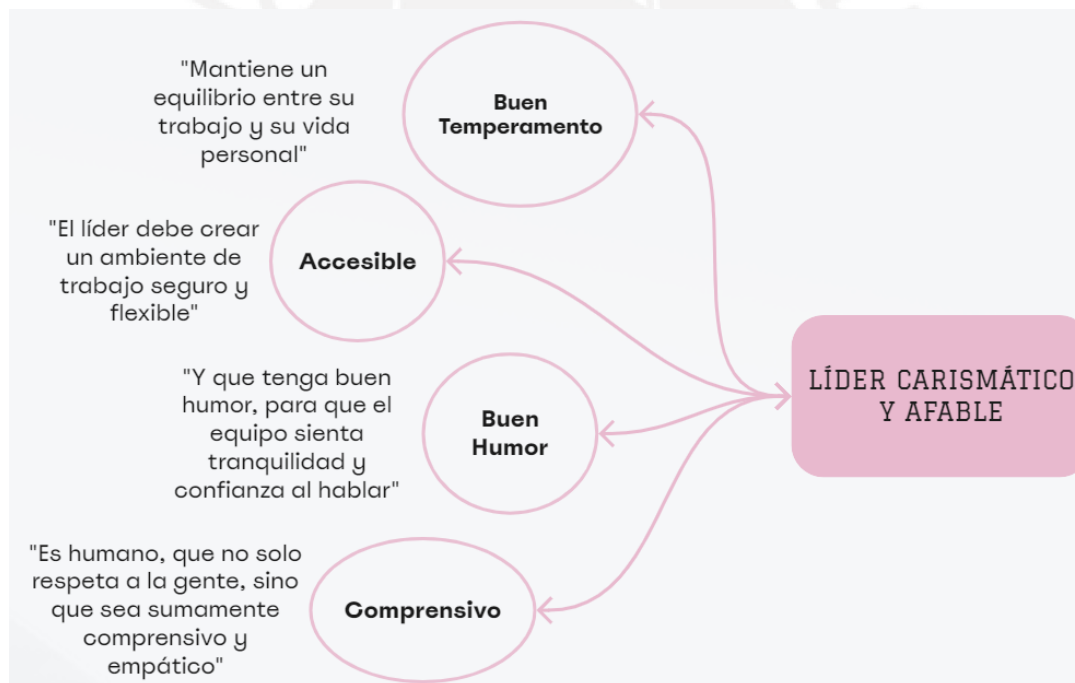 "Mantiene un
equilibrio entre su
trabajo y su vida
personal"
Buen
Temperamento
"El líder debe crear
un ambiente de
trabajo seguro y
flexible"
Accesible
"Y que tenga buen
humor, para que el
equipo sienta
tranquilidad y
confianza al hablar"
Buen
Humor
"Es humano, que no solo
respeta a la gente, sino
que sea sumamente
comprensivo y
empático"
Comprensivo
LÍDER CARISMÁTICO
Y AFABLE